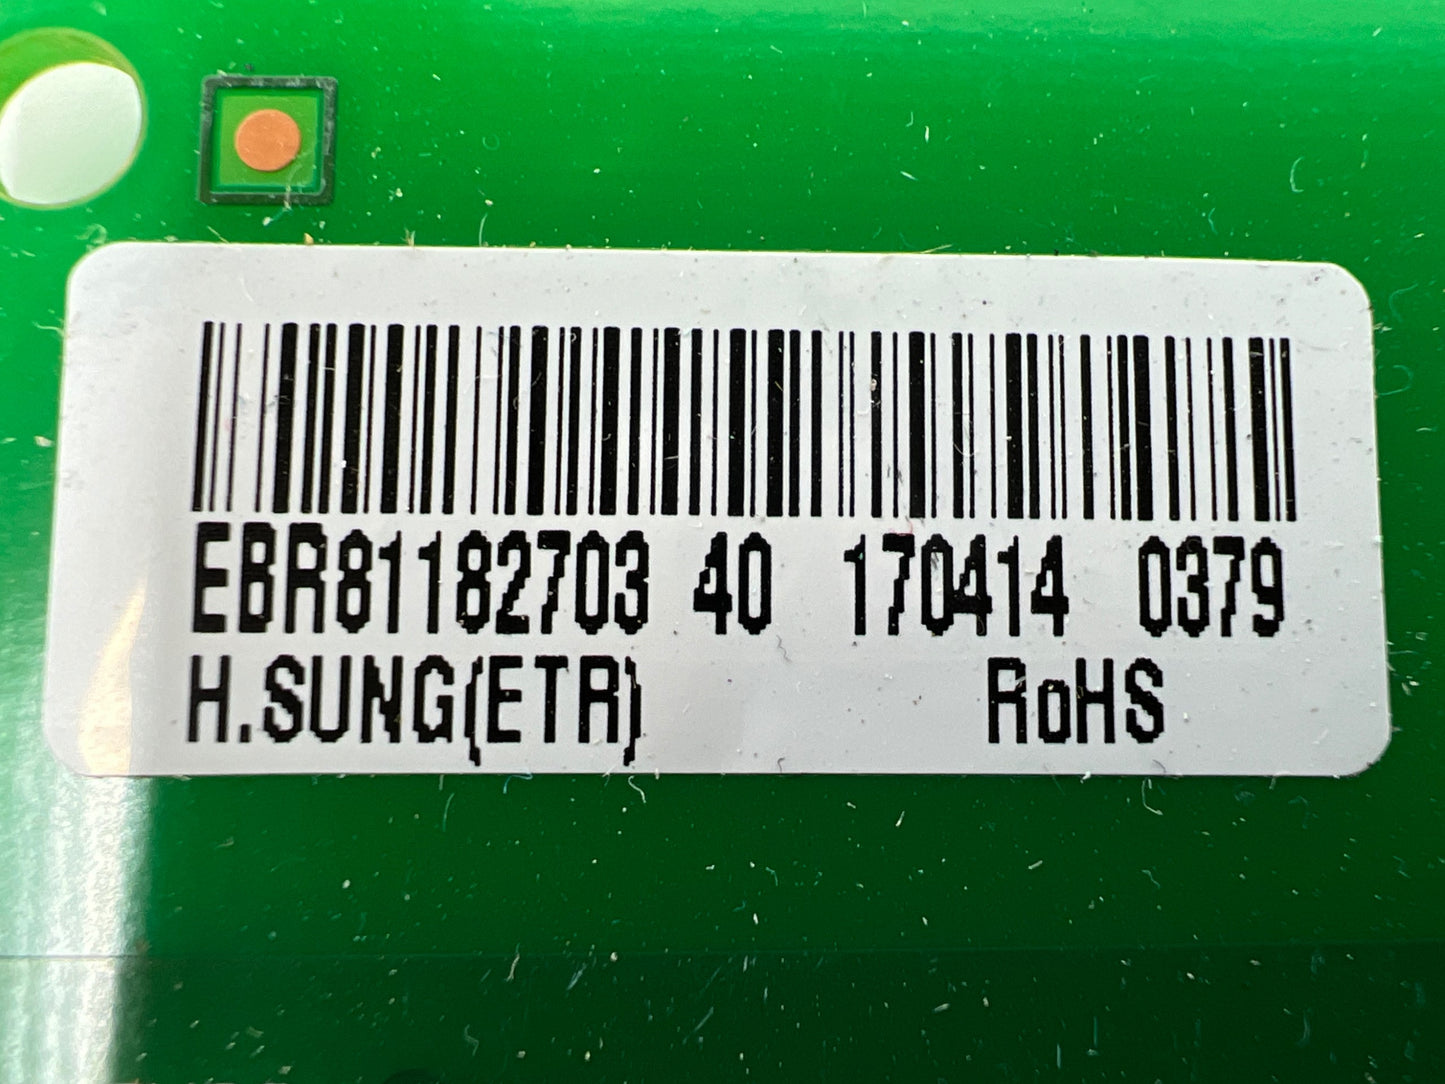 EBR81182703 40 170414 0379
H.SUNG(ETR) RoHS